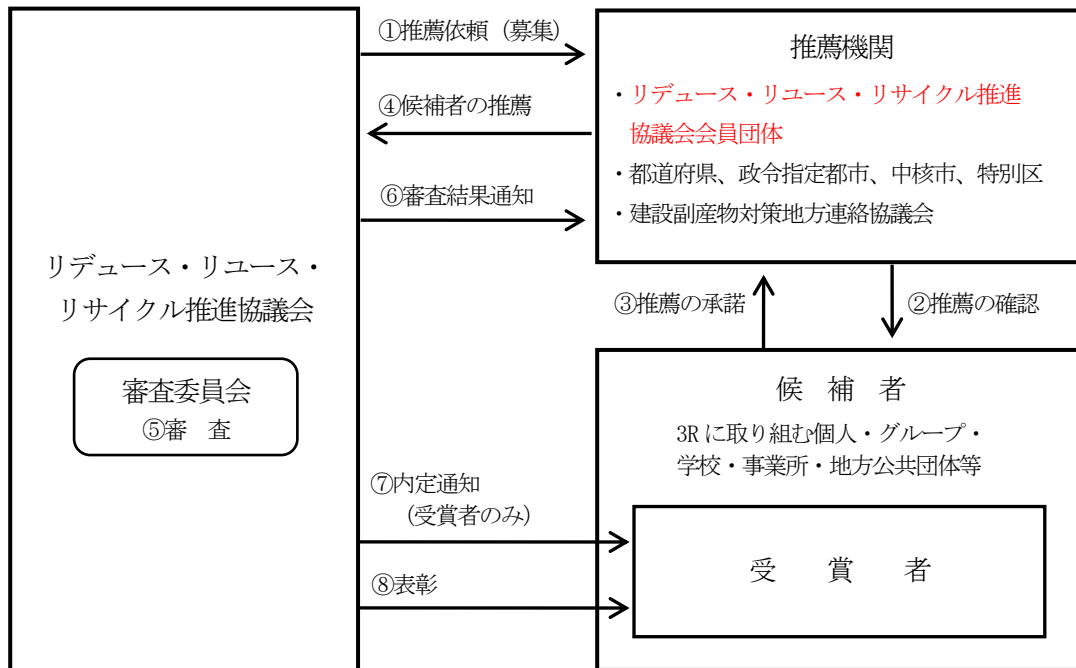 ①推薦依頼（募集）
④候補者の推薦
⑥審査結果通知
推薦機関
・リデュース・リユース・リサイクル推進
協議会会員団体
・都道府県、政令指定都市、中核市、特別区
・建設副産物対策地方連絡協議会
リデュース・リユース・
リサイクル推進協議会
審査委員会
⑤審　査
③推薦の承諾
②推薦の確認
候　補　者
3Rに取り組む個人・グループ・
学校・事業所・地方公共団体等
⑦内定通知
（受賞者のみ）
⑧表彰
受　賞　者